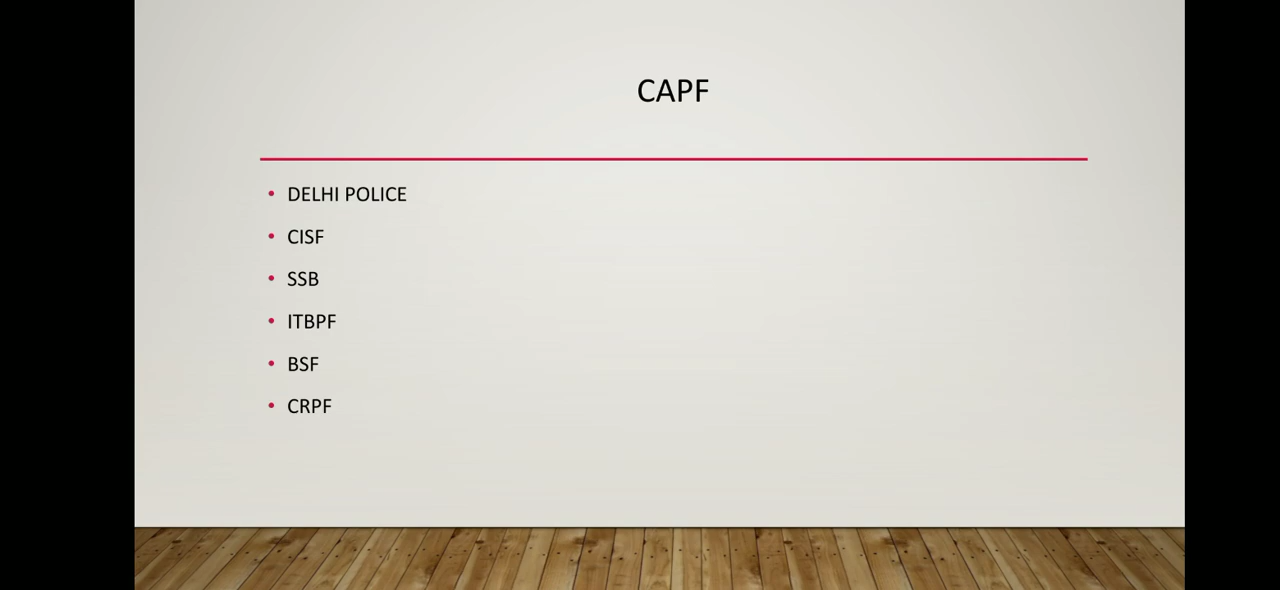 CAPF
• DELHI POLICE
• CISF
• SSB
• ITBPF
• BSF
• CRPF